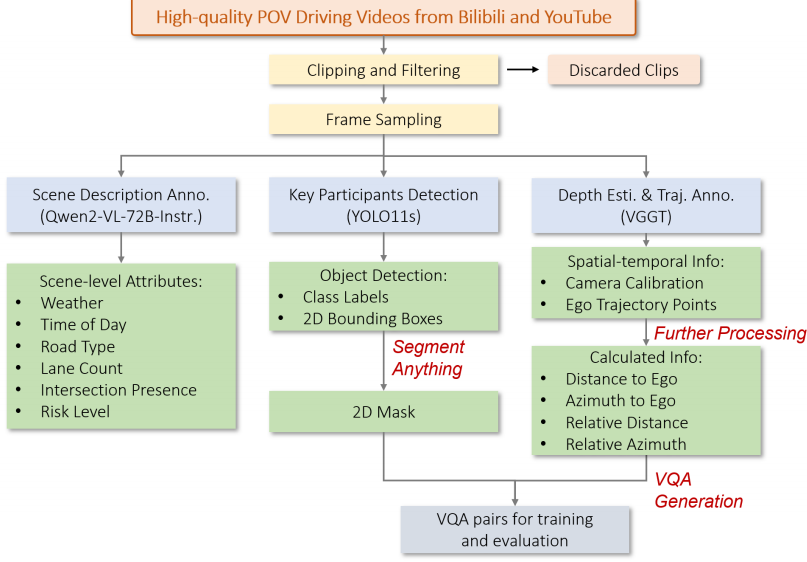 High-quality POV Driving Videos from Bilibili and YouTube
Clipping and Filtering
Discarded Clips
Frame Sampling
Scene Description Anno.
(Qwen2-VL-72B-Instr.)
Key Participants Detection
(YOLO11s)
Depth Esti. & Traj. Anno.
(VGGT)
Scene-level Attributes:
• Weather
• Time of Day
• Road Type
• Lane Count
• Intersection Presence
• Risk Level
Object Detection:
• Class Labels
• 2D Bounding Boxes
Segment
Anything
2D Mask
Spatial-temporal Info:
• Camera Calibration
• Ego Trajectory Points
Further Processing
Calculated Info:
• Distance to Ego
• Azimuth to Ego
• Relative Distance
• Relative Azimuth
VQA
Generation
VQA pairs for training
and evaluation